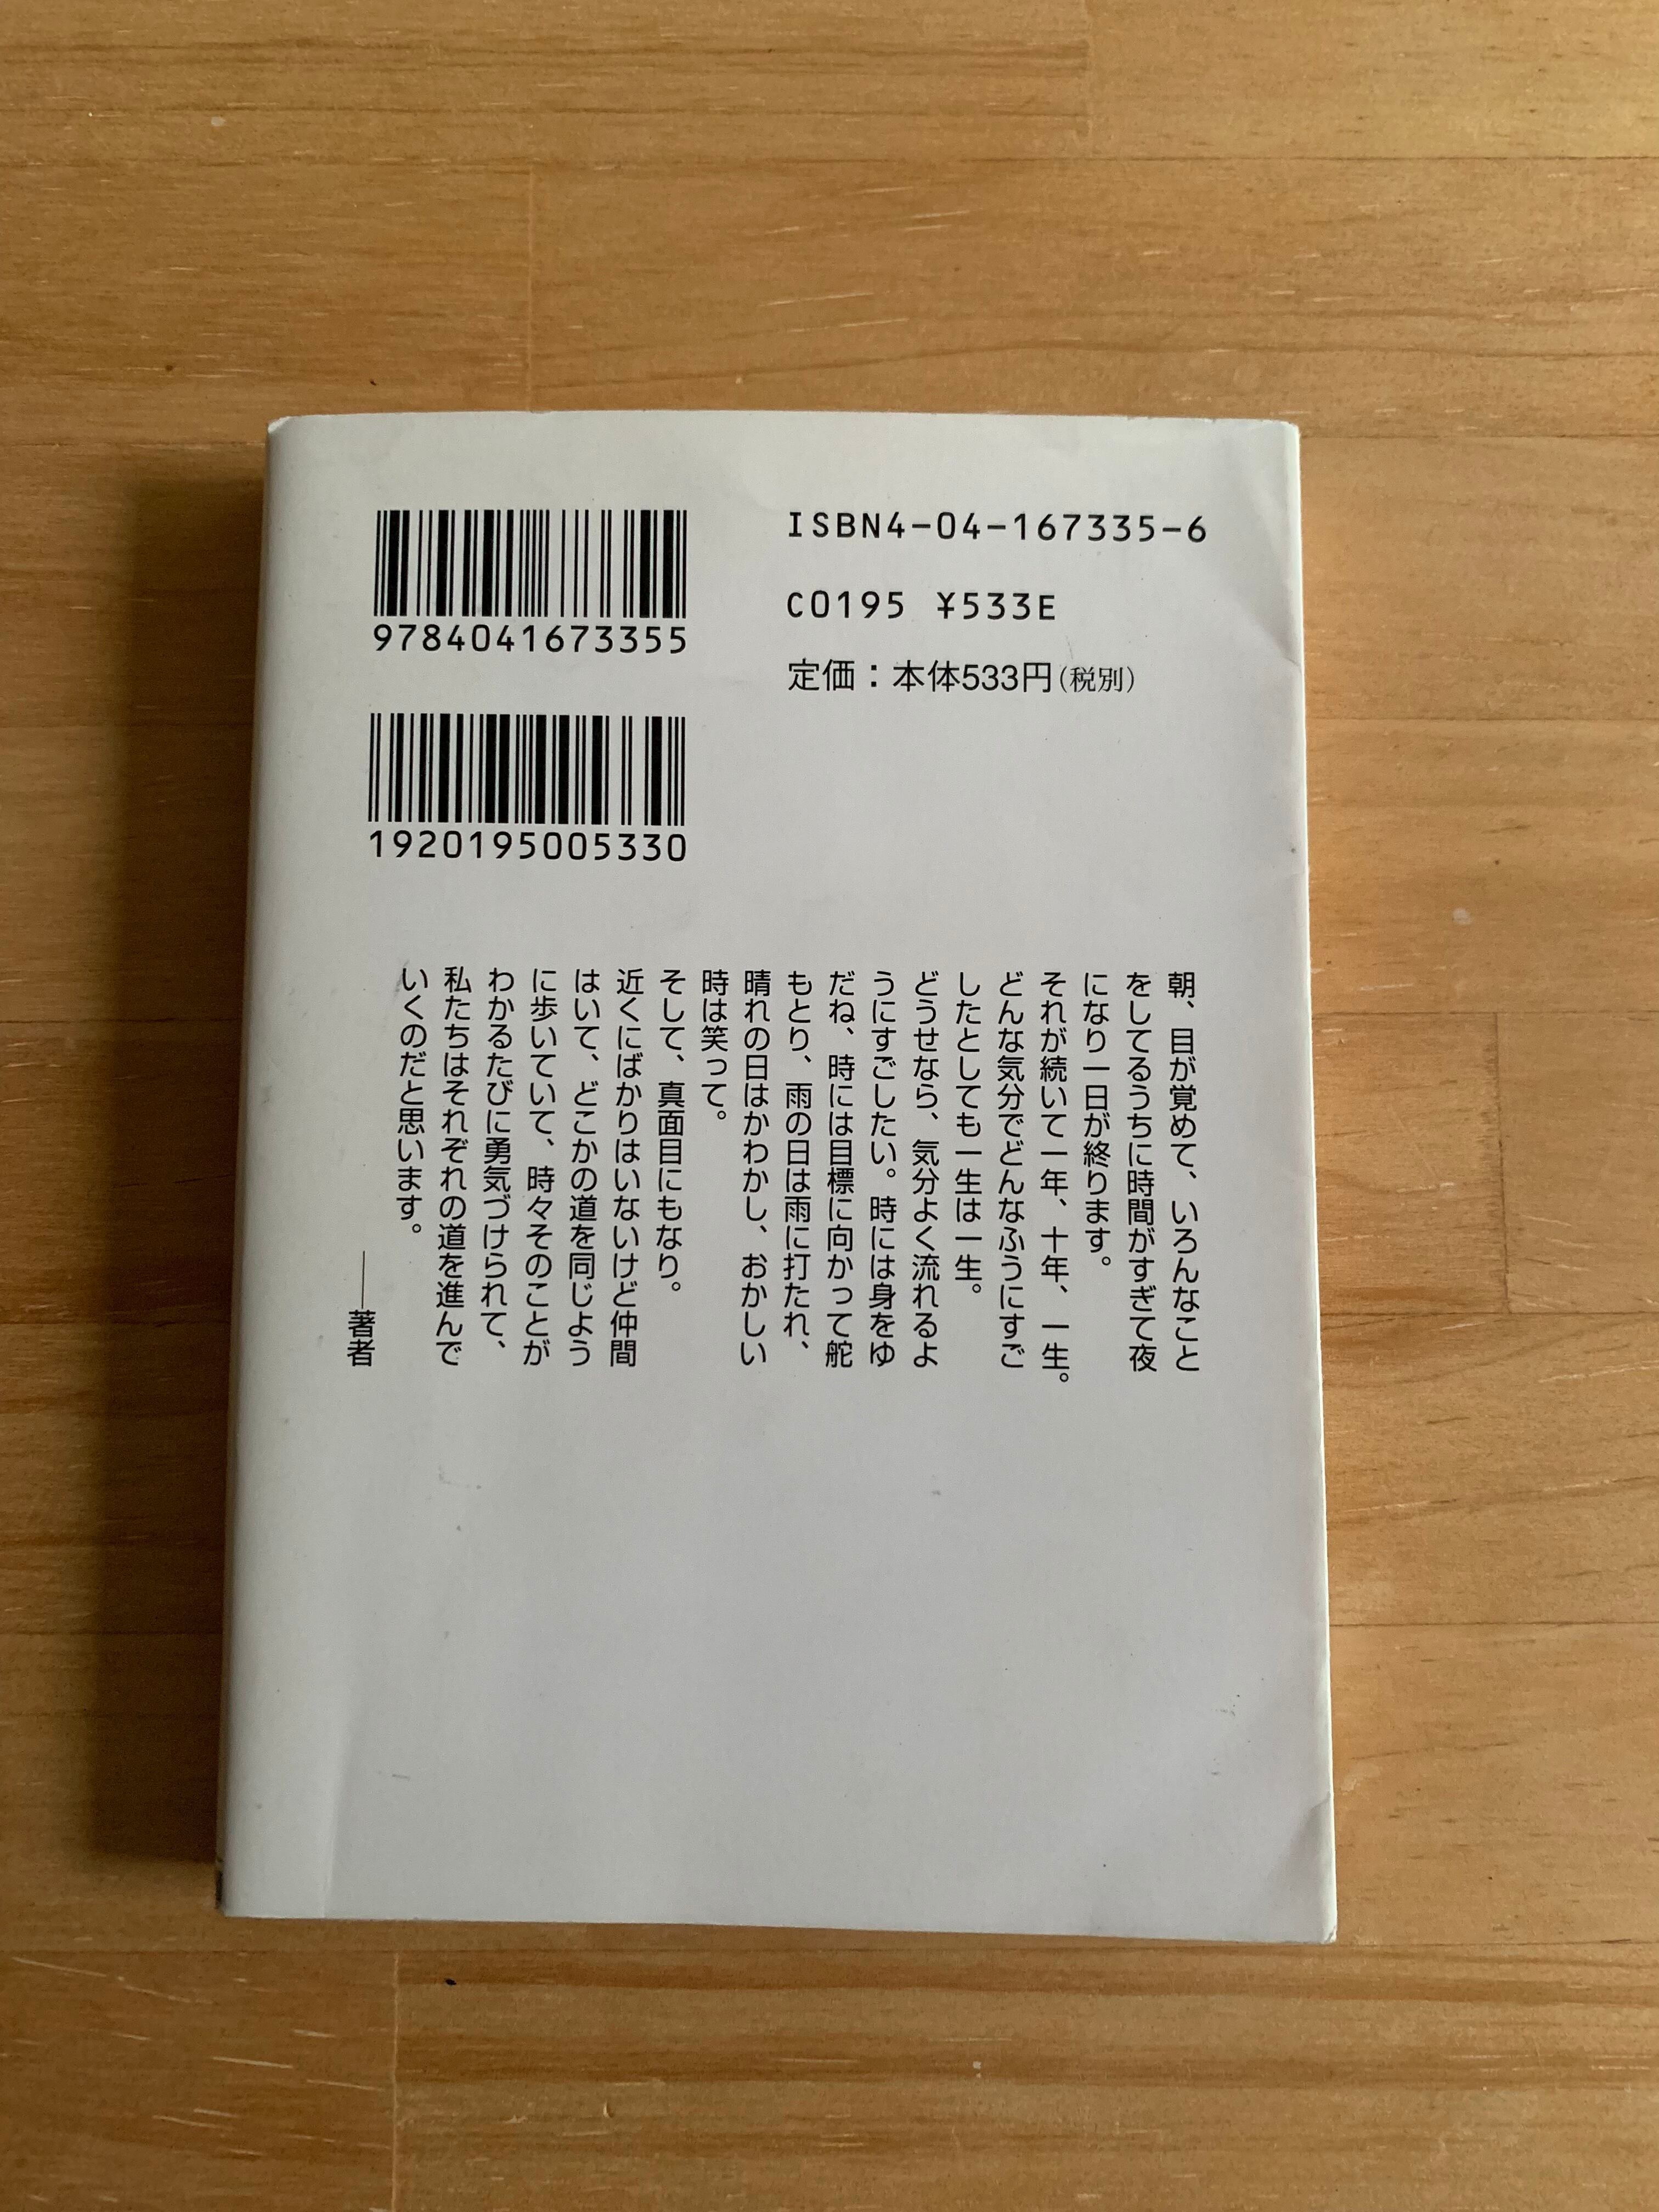 9784041673355
1920195005330
ISBN4-04-167335-6
C0195 ¥533E
定価：本体533円（税別）
朝、目が覚めて、いろんなこと
をしてるうちに時間がすぎて夜
になり一日が終ります。
それが続いて一年、十年、一生。
どんな気分でどんなふうにすご
したとしても一生は一生。
どうせなら、気分よく流れるよ
うにすごしたい。時には身をゆ
だね、時には目標に向かって舵
もとり、雨の日は雨に打たれ、
晴れの日はかわかし、おかしい
時は笑って。
そして、真面目にもなり。
近くにばかりはいないけど仲間
はいて、どこかの道を同じよう
に歩いていて、時々そのことが
わかるたびに勇気づけられて、
私たちはそれぞれの道を進んで
いくのだと思います。
——著者